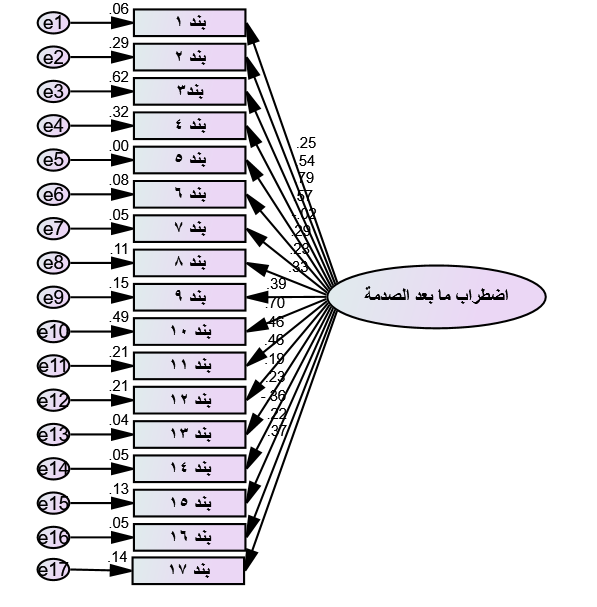 e1 .06 بند ١
e2 .29 بند ٢
e3 .62 بند٣
e4 .32 بند ٤
e5 .00 بند ٥
e6 .08 بند ٦
e7 .05 بند ٧
e8 .11 بند ٨
e9 .15 بند ٩
e10 .49 بند ١٠
e11 .21 بند ١١
e12 .21 بند ١٢
e13 .04 بند ١٣
e14 .05 بند ١٤
e15 .13 بند ١٥
e16 .05 بند ١٦
e17 .14 بند ١٧
.25
.54
.79
.57
-.02
.29
.23
.33
.39
.70
.46
.46
.19
.23
-.36
.22
.37
اضطراب ما بعد الصدمة